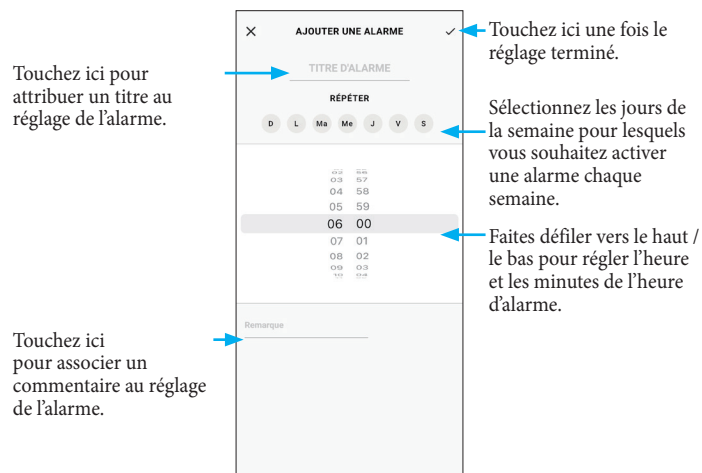 AJOUTER UNE ALARME
Touchez ici une fois le
réglage terminé.
Touchez ici pour
attribuer un titre au
réglage de l'alarme.
TITRE D'ALARME
RÉPÉTER
D L Ma Me J V S
Sélectionnez les jours de
la semaine pour lesquels
vous souhaitez activer
une alarme chaque
semaine.
03 57
04 58
05 59
06 00
07 01
08 02
09 03
10 04
Faites défiler vers le haut /
le bas pour régler l'heure
et les minutes de l'heure
d'alarme.
Remarque
Touchez ici
pour associer un
commentaire au réglage
de l'alarme.